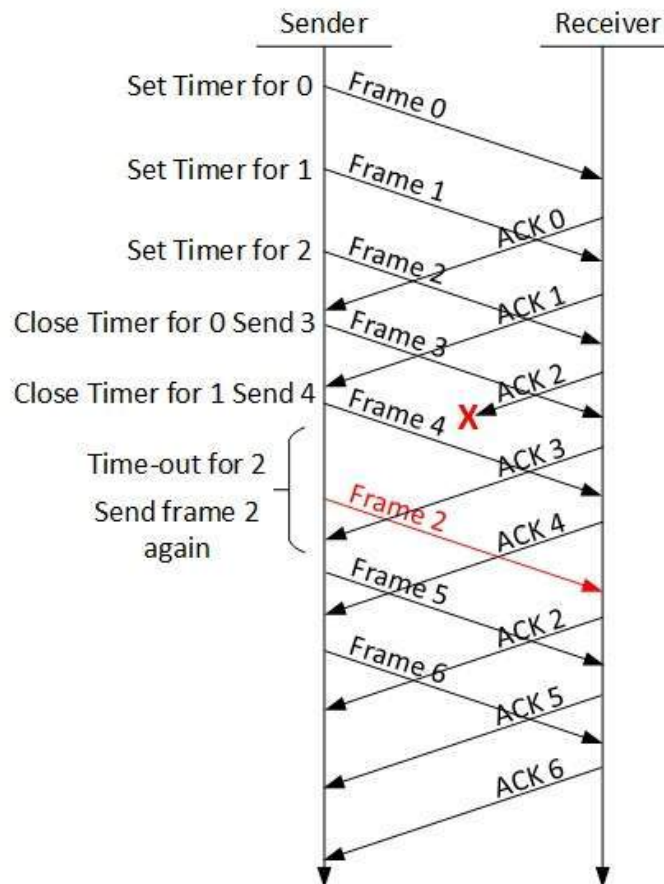 Sender Receiver
Set Timer for 0
Frame 0
Set Timer for 1
Frame 1
ACK 0
Set Timer for 2
Frame 2
ACK 1
Close Timer for 0 Send 3
Frame 3
ACK 2
X
Close Timer for 1 Send 4
Frame 4
ACK 3
Time-out for 2
Send frame 2
again
Frame 2
ACK 4
Frame 5
ACK 2
Frame 6
ACK 5
ACK 6